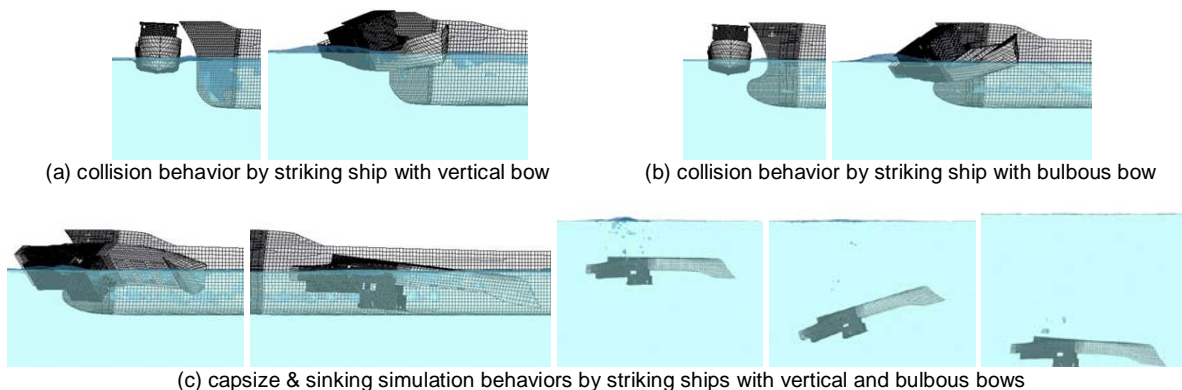 (a) collision behavior by striking ship with vertical bow
(b) collision behavior by striking ship with bulbous bow
(c) capsize & sinking simulation behaviors by striking ships with vertical and bulbous bows